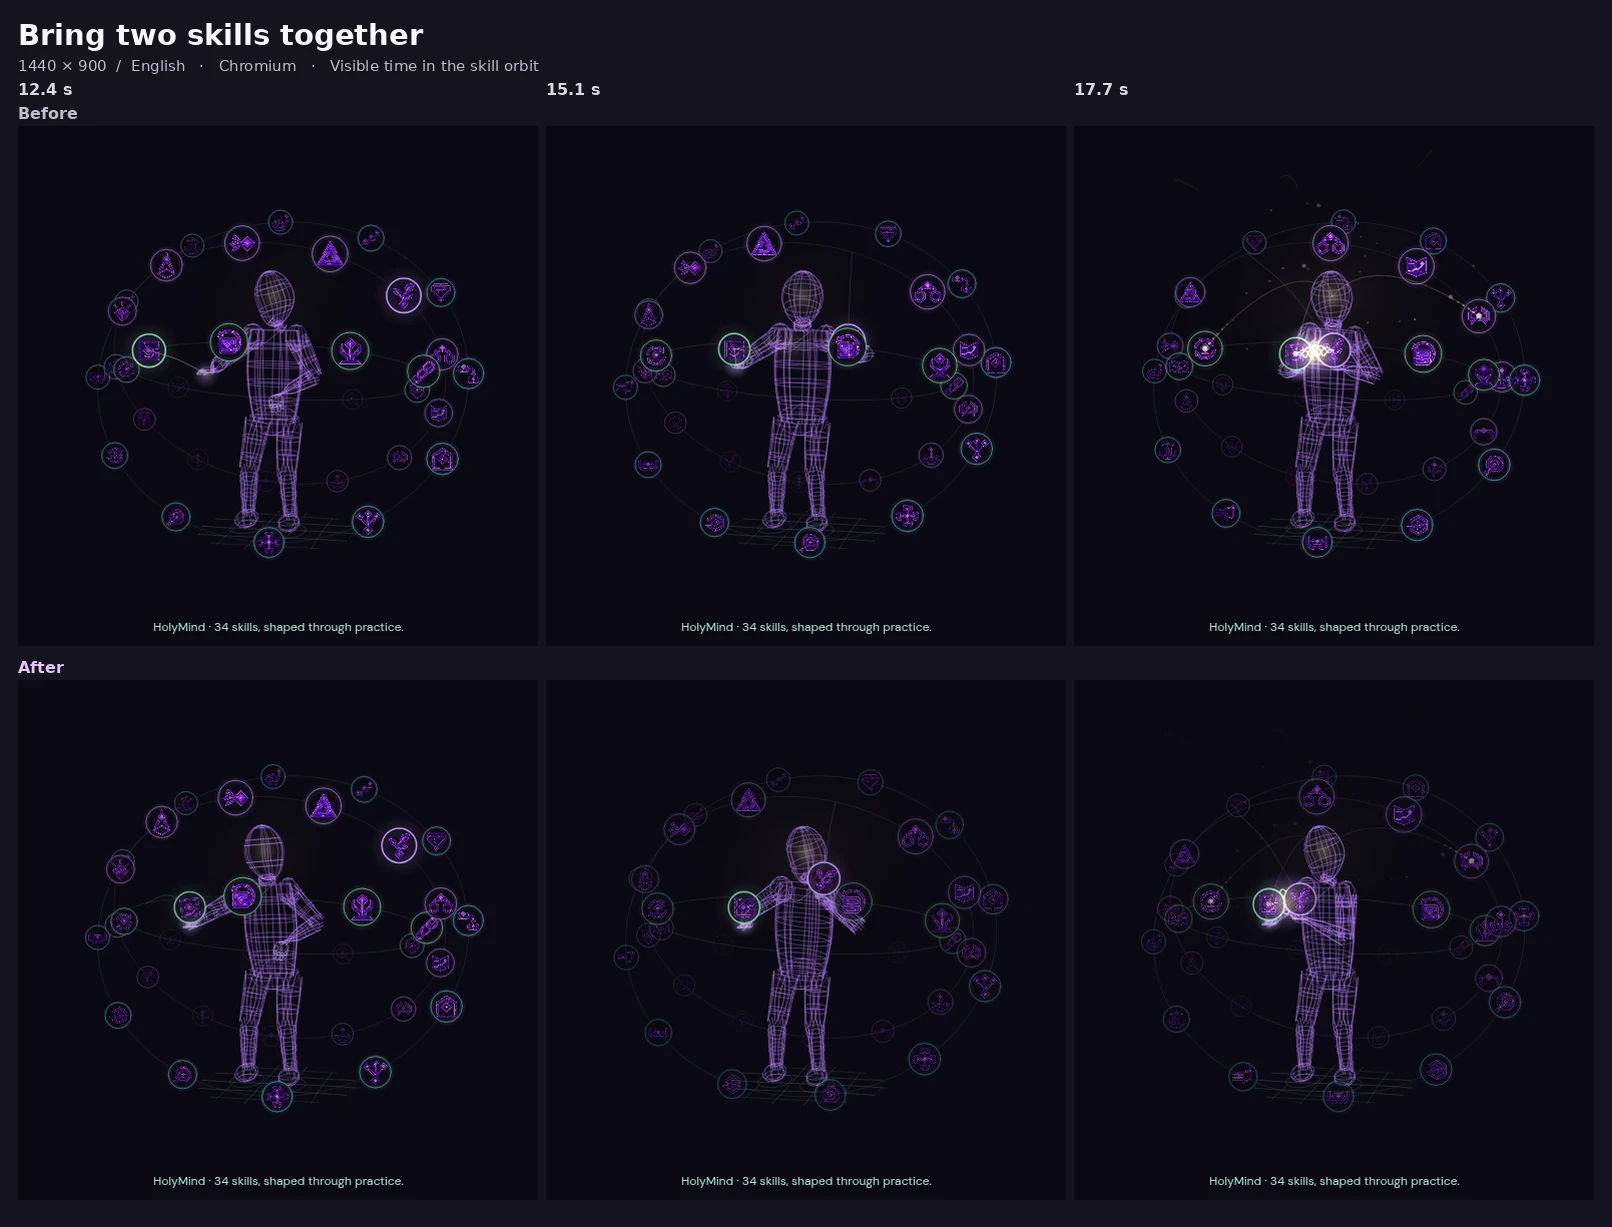 Bring two skills together
1440 × 900 / English · Chromium · Visible time in the skill orbit
12.4 s
15.1 s
17.7 s
Before
HolyMind · 34 skills, shaped through practice.
HolyMind · 34 skills, shaped through practice.
HolyMind · 34 skills, shaped through practice.
After
HolyMind · 34 skills, shaped through practice.
HolyMind · 34 skills, shaped through practice.
HolyMind · 34 skills, shaped through practice.